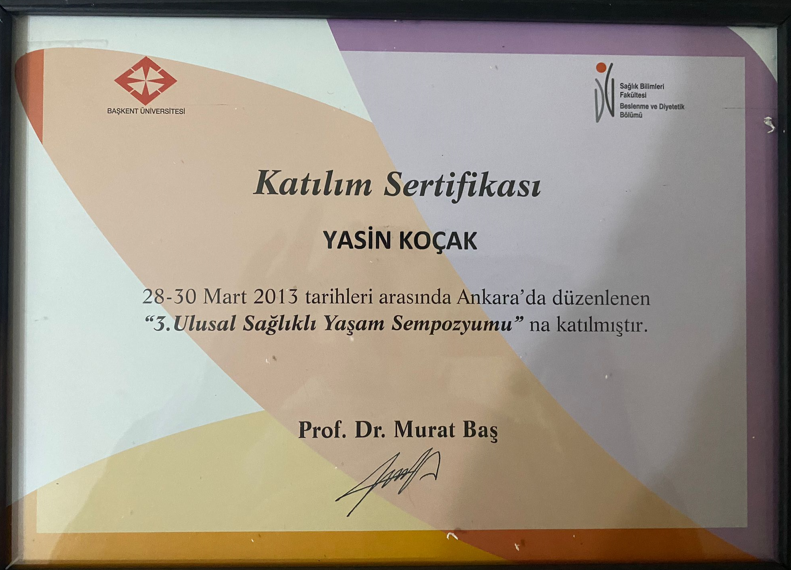 BAŞKENT ÜNİVERSİTESİ
Sağlık Bilimleri
Fakültesi
Beslenme ve Diyetetik
Bölümü
Katılım Sertifikası
YASİN KOÇAK
28-30 Mart 2013 tarihleri arasında Ankara’da düzenlenen
“3.Ulusal Sağlıklı Yaşam Sempozyumu” na katılmıştır.
Prof. Dr. Murat Baş